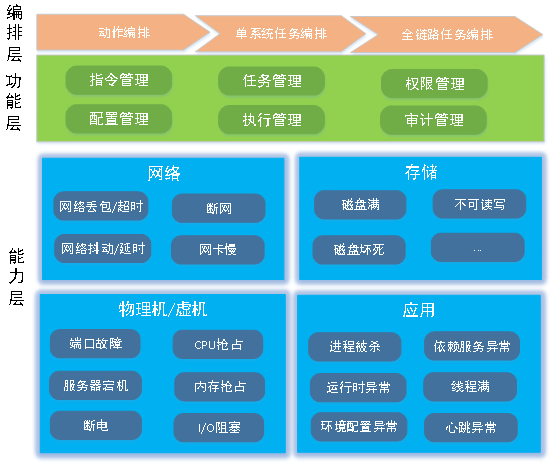 编排层
动作编排
单系统任务编排
全链路任务编排
功能层
指令管理
任务管理
权限管理
配置管理
执行管理
审计管理
能力层
网络
网络丢包/超时
断网
网络抖动/延时
网卡慢
存储
磁盘满
不可读写
磁盘坏死
...
物理机/虚机
端口故障
CPU抢占
服务器宕机
内存抢占
断电
I/O阻塞
应用
进程被杀
依赖服务异常
运行时异常
线程满
环境配置异常
心跳异常